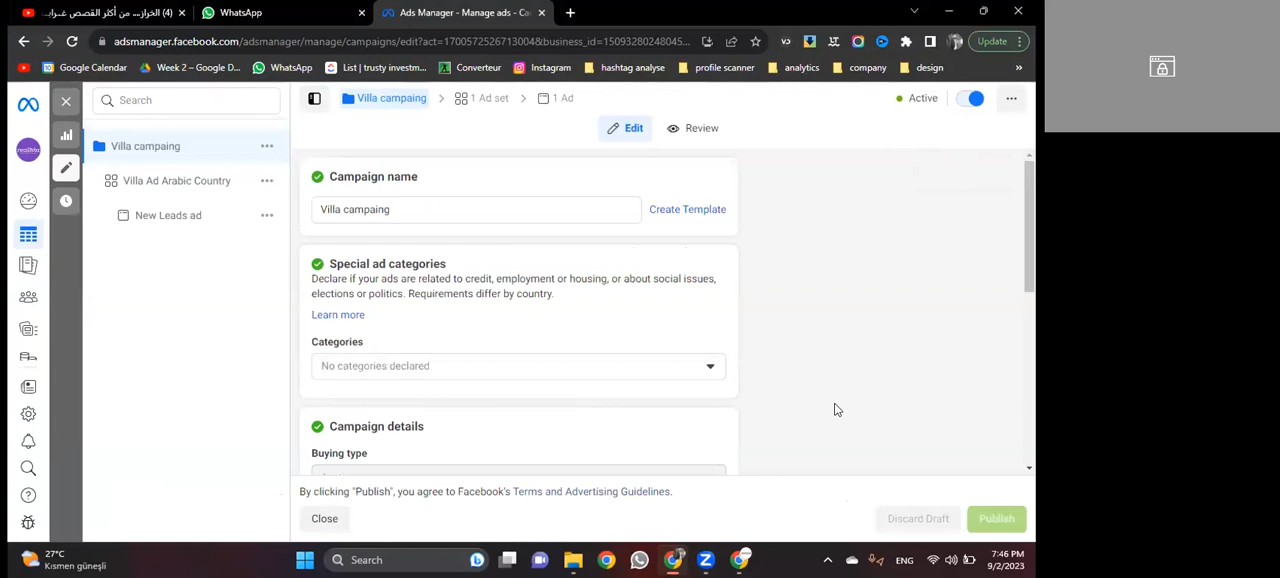 (4) الخراز.... من أكثر القصص غـــرابـ
WhatsApp
Ads Manager - Manage ads - Ca
Update
adsmanager.facebook.com/adsmanager/manage/campaigns/edit?act=1700572526713004&business_id=15093280248045...
Google Calendar
Week 2 – Google D...
WhatsApp
List | trusty investm...
Converteur
Instagram
hashtag analyse
profile scanner
analytics
company
design
»
Search
Villa campaing
1 Ad set
1 Ad
Active
Edit
Review
Villa campaing
Villa Ad Arabic Country
New Leads ad
Campaign name
Villa campaing
Create Template
Special ad categories
Declare if your ads are related to credit, employment or housing, or about social issues,
elections or politics. Requirements differ by country.
Learn more
Categories
No categories declared
Campaign details
Buying type
By clicking "Publish", you agree to Facebook's Terms and Advertising Guidelines.
Close
Discard Draft
Publish
27°C
Kısmen güneşli
Search
ENG
7:46 PM
9/2/2023